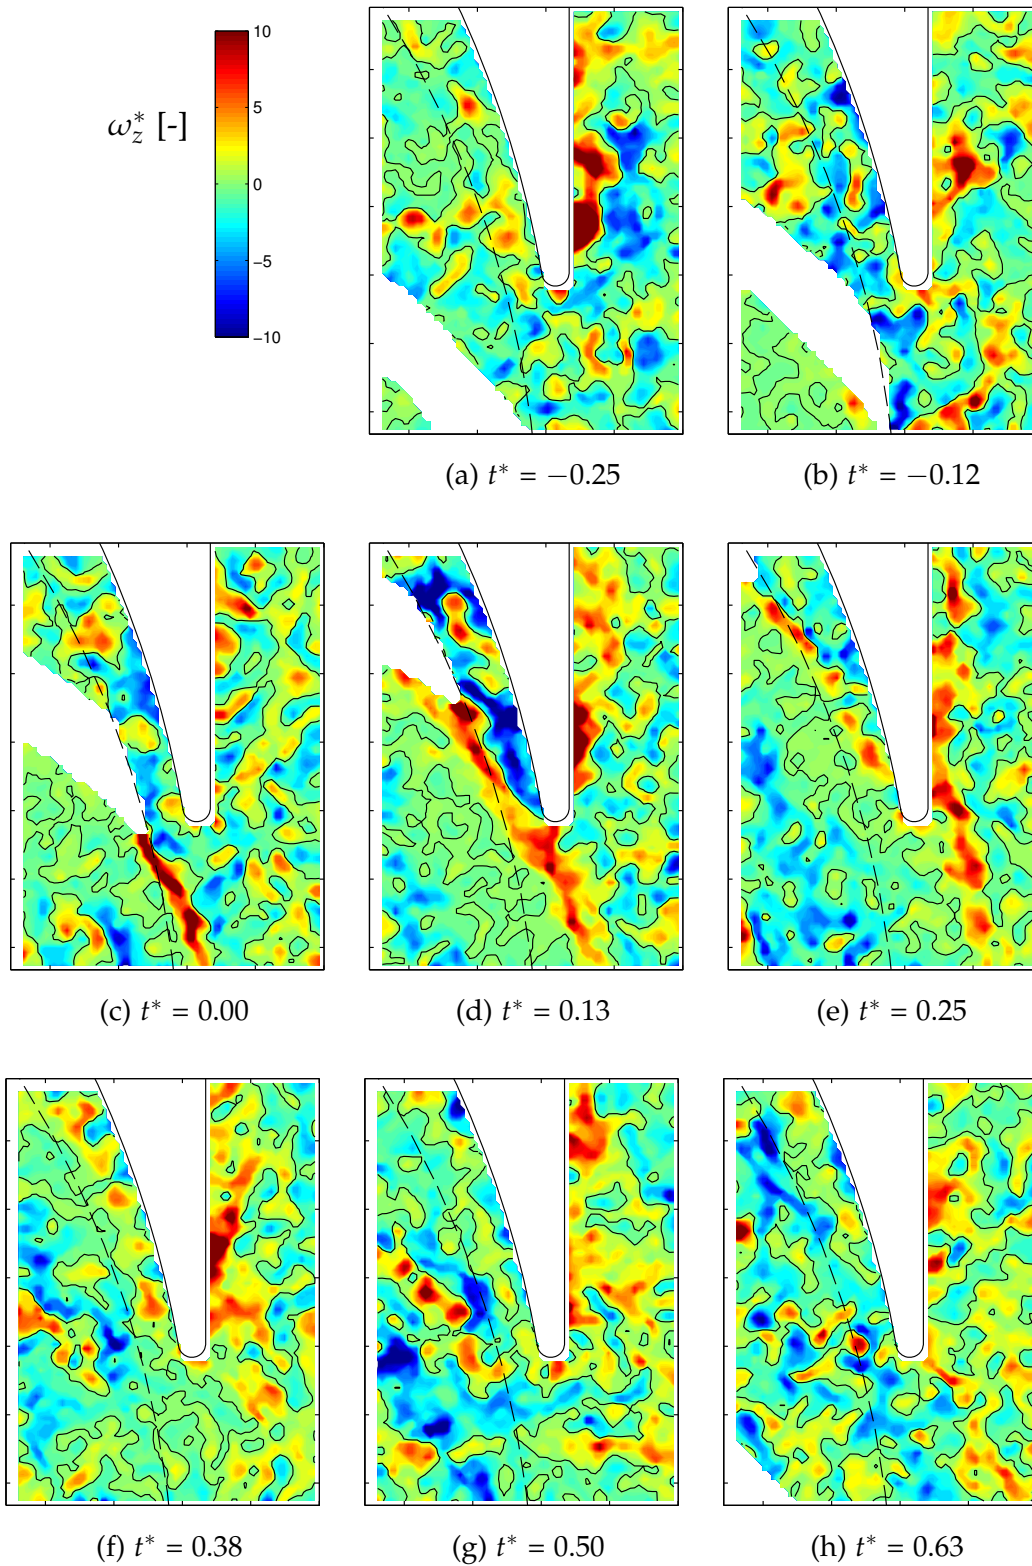 10
5
ω*z [-]
0
−5
−10
(a) t* = −0.25
(b) t* = −0.12
(c) t* = 0.00
(d) t* = 0.13
(e) t* = 0.25
(f) t* = 0.38
(g) t* = 0.50
(h) t* = 0.63